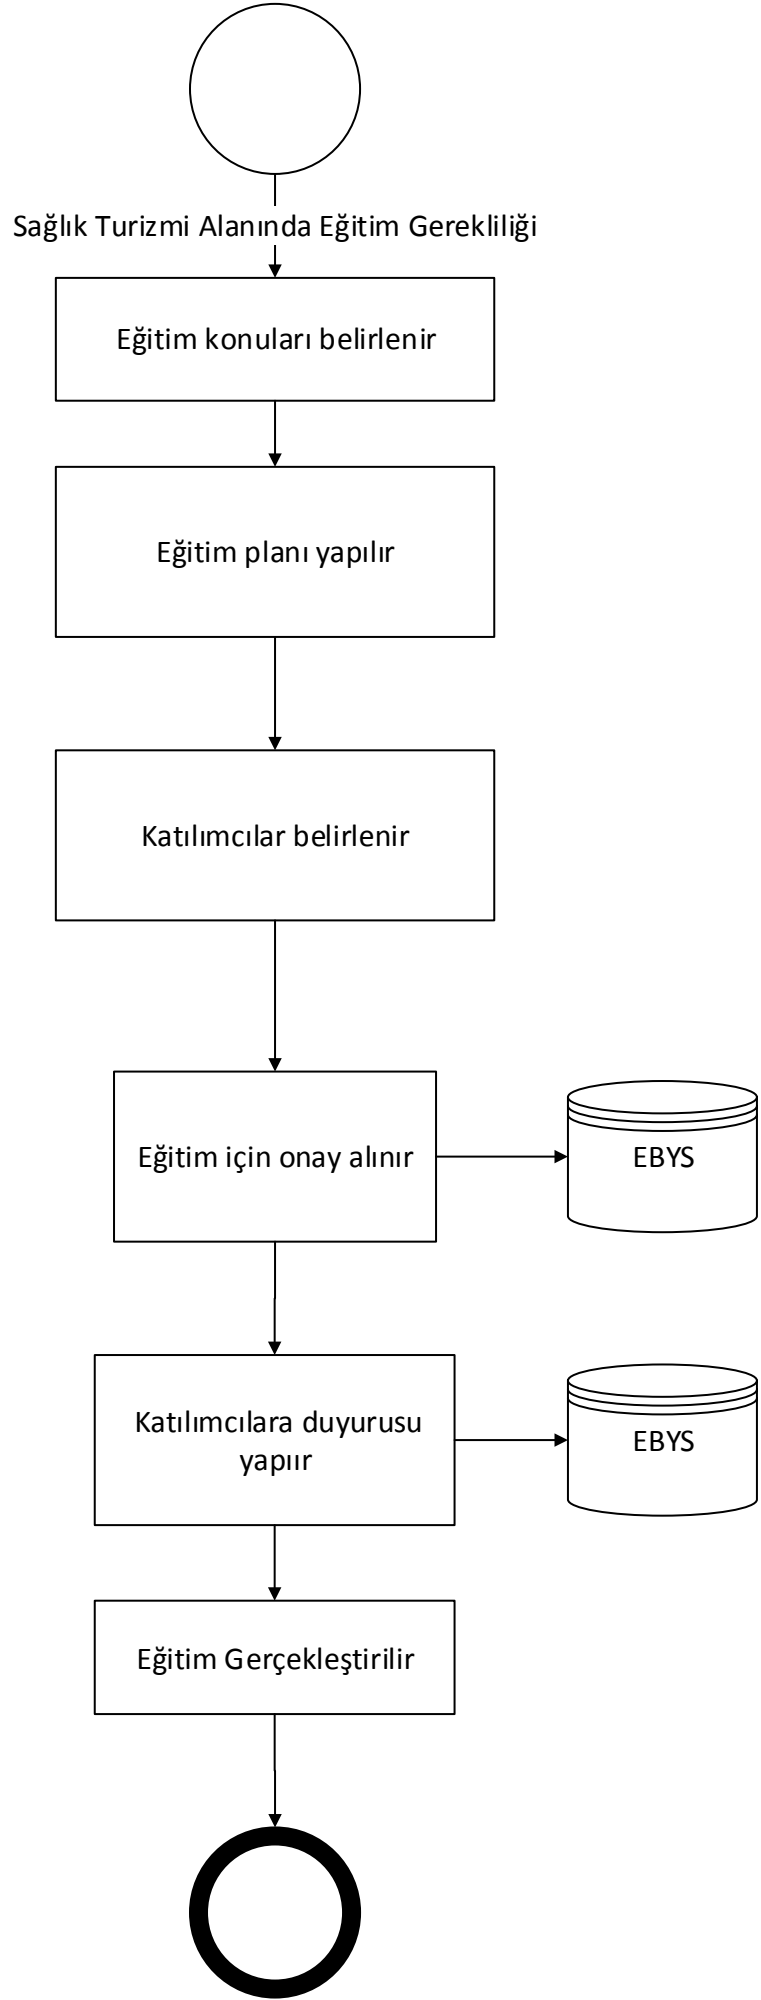 Sağlık Turizmi Alanında Eğitim Gerekliliği
Eğitim konuları belirlenir
Eğitim planı yapılır
Katılımcılar belirlenir
Eğitim için onay alınır
EBYS
Katılımcılara duyurusu
yapıır
EBYS
Eğitim Gerçekleştirilir